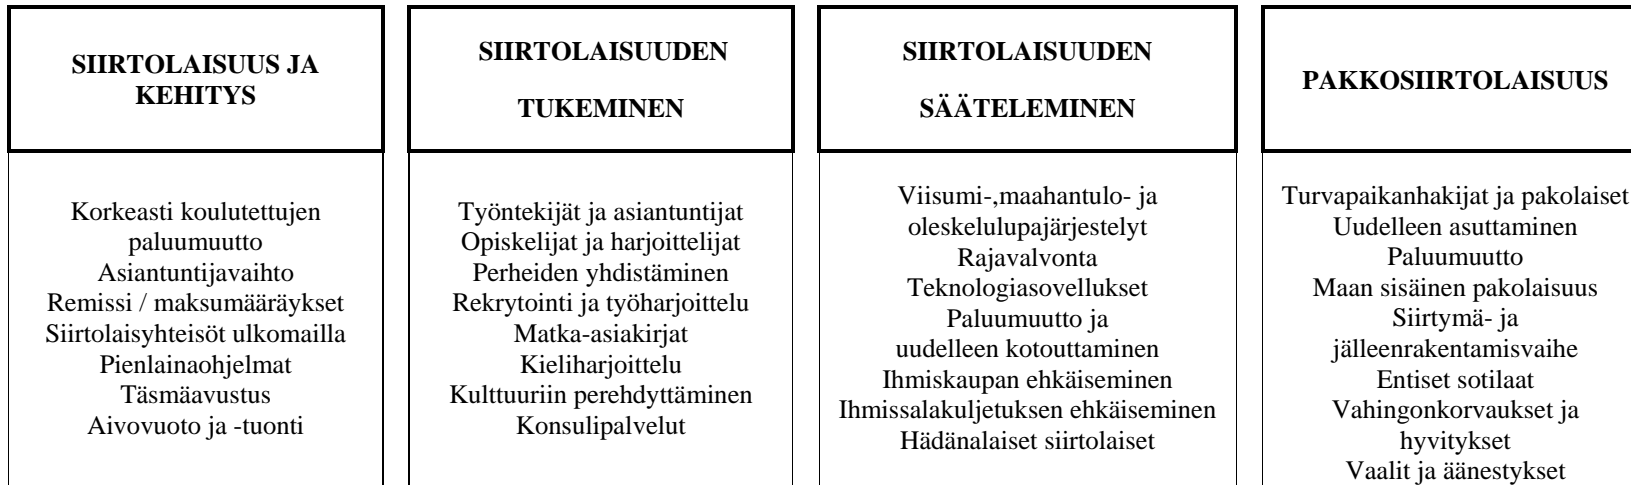 SIIRTOLAISUUS JA
KEHITYS
Korkeasti koulutettujen
paluumuutto
Asiantuntijavaihto
Remissi / maksumääräykset
Siirtolaisyhteisöt ulkomailla
Pienlainaohjelmat
Täsmäavustus
Aivovuoto ja -tuonti
SIIRTOLAISUUDEN
TUKEMINEN
Työntekijät ja asiantuntijat
Opiskelijat ja harjoittelijat
Perheiden yhdistäminen
Rekrytointi ja työharjoittelu
Matka-asiakirjat
Kieliharjoittelu
Kulttuuriin perehdyttäminen
Konsulipalvelut
SIIRTOLAISUUDEN
SÄÄTELEMINEN
Viisumi-,maahantulo- ja
oleskelulupajärjestelyt
Rajavalvonta
Teknologiasovellukset
Paluumuutto ja
uudelleen kotouttaminen
Ihmiskaupan ehkäiseminen
Ihmissalakuljetuksen ehkäiseminen
Hädänalaiset siirtolaiset
PAKKOSIIRTOLAISUUS
Turvapaikanhakijat ja pakolaiset
Uudelleen asuttaminen
Paluumuutto
Maan sisäinen pakolaisuus
Siirtymä- ja
jälleenrakentamisvaihe
Entiset sotilaat
Vahingonkorvaukset ja
hyvitykset
Vaalit ja äänestykset